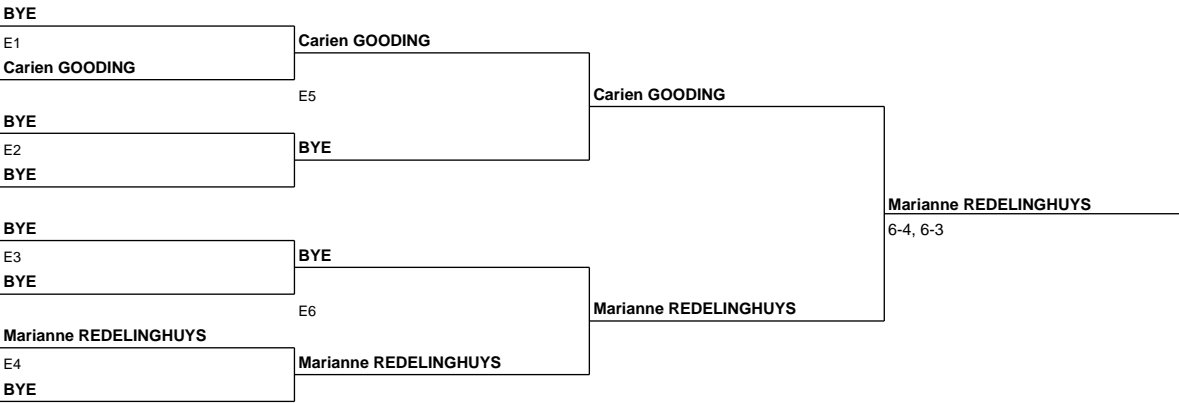 BYE
E1
Carien GOODING
BYE
E2
BYE
BYE
E3
BYE
Marianne REDELINGHUYS
E4
BYE
Carien GOODING
E5
BYE
BYE
E6
Marianne REDELINGHUYS
Carien GOODING
Marianne REDELINGHUYS
Marianne REDELINGHUYS
6-4, 6-3